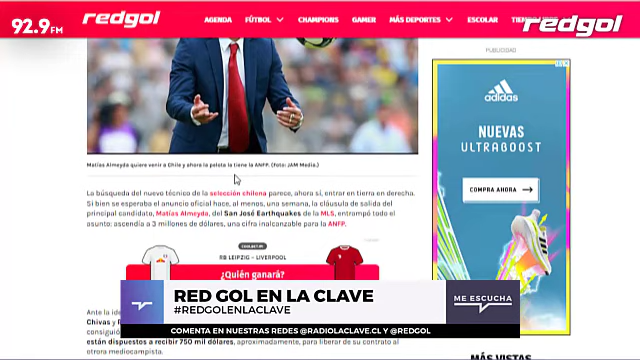 92.9FM
redgol
AGENDA FÚTBOL CHAMPIONS GAMER MÁS DEPORTES ESCOLAR
redgol
PUBLICIDAD
Matías Almeyda quiere venir a Chile y ahora la pelota la tiene la ANFP. (Foto: JAM Media.)
La búsqueda del nuevo técnico de la selección chilena parece, ahora sí, entrar en tierra en derecha.
Si bien se esperaba el anuncio oficial hace, al menos, una semana, la cláusula de salida del
principal candidato, Matías Almeyda, del San José Earthquakes de la MLS, entrampó todo el
asunto: ascendía a 3 millones de dólares, una cifra inalcanzable para la ANFP.
RB LEIPZIG - LIVERPOOL
¿Quién ganará?
adidas
NUEVAS
ULTRABOOST
COMPRA AHORA
Ante la ide
Chivas y
consiguió
están dispuestos a recibir 750 mil dólares, aproximadamente, para liberar de su contrato al
otrora mediocampista.
RED GOL EN LA CLAVE
#REDGOLENLACLAVE
ME ESCUCHA
COMENTA EN NUESTRAS REDES @RADIOLACLAVE.CL Y @REDGOL
MÁS VISTAS